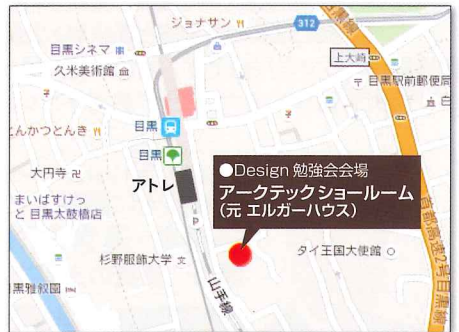 ジョナサン
312
目黒線
目黒シネマ
上大崎
久米美術館
目黒駅前郵便局
とんかつとんき
目黒
白
目黒
大円寺
アトレ
●Design 勉強会会場
アークテックショールーム
(元 エルガーハウス)
まいばすけっ
と 目黒太鼓橋店
P
首都高速2号目黒線
杉野服飾大学 文
タイ王国大使館
山手線
黒雅叙園